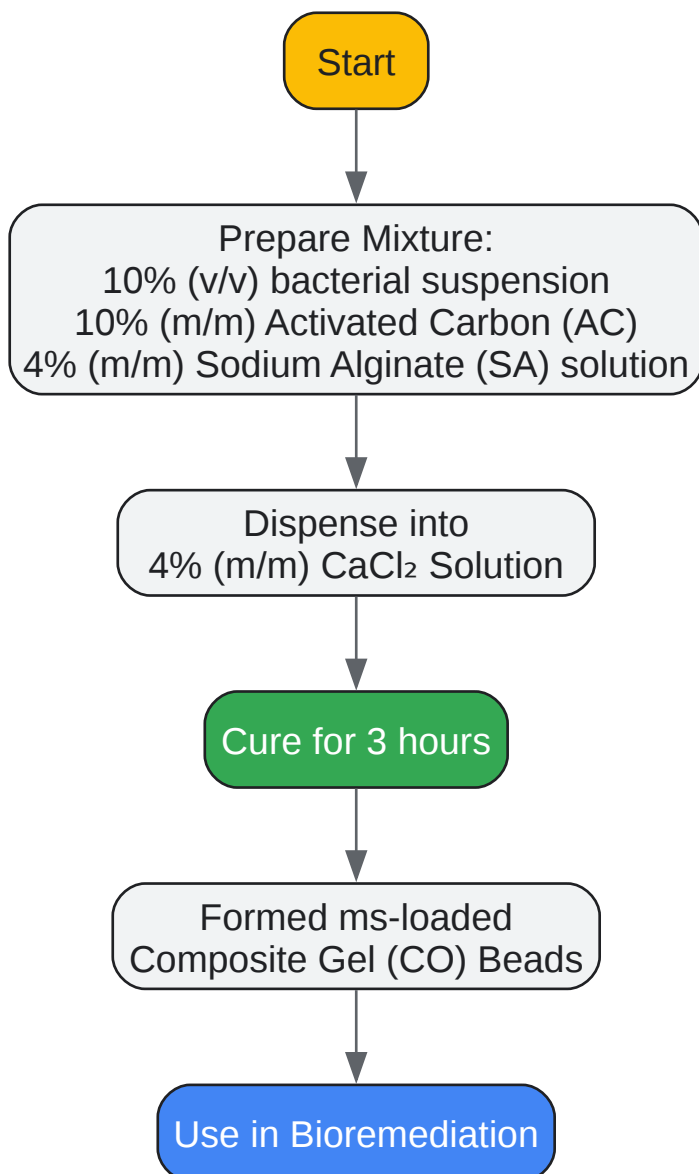 Start
Prepare Mixture:
10% (v/v) bacterial suspension
10% (m/m) Activated Carbon (AC)
4% (m/m) Sodium Alginate (SA) solution
Dispense into
4% (m/m) CaCl₂ Solution
Cure for 3 hours
Formed ms-loaded
Composite Gel (CO) Beads
Use in Bioremediation